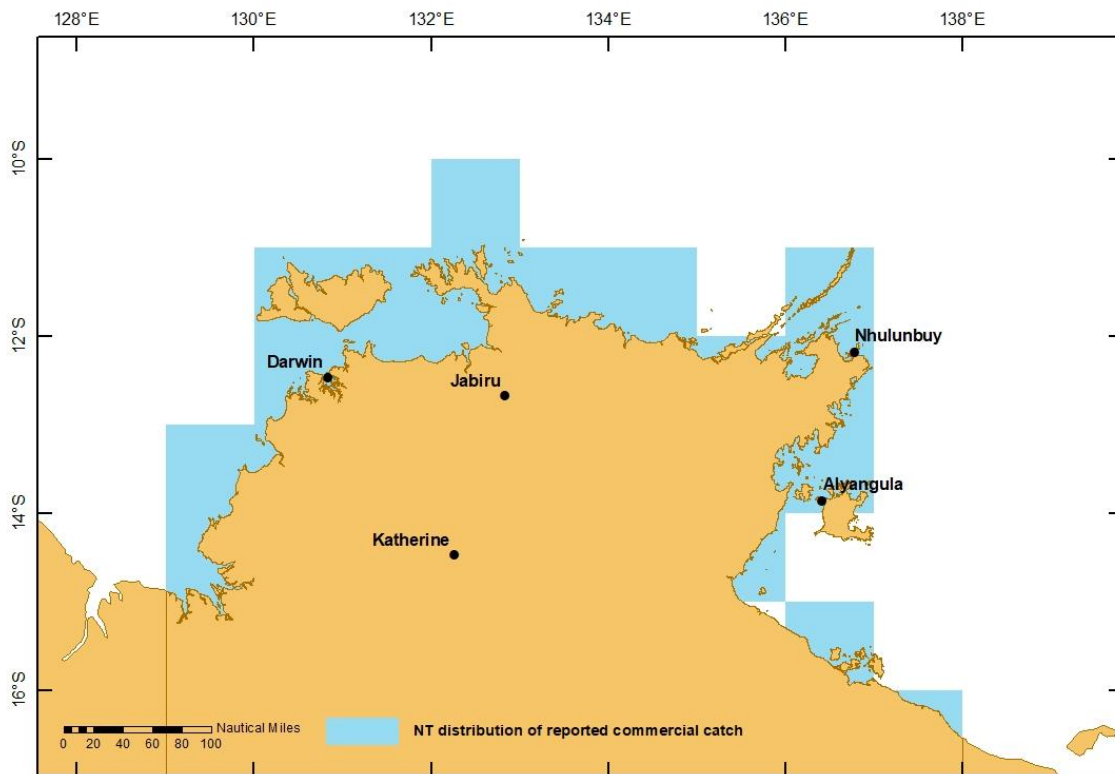 128°E 130°E 132°E 134°E 136°E 138°E
10°S
12°S
Nhulunbuy
Darwin
Jabiru
Alyangula
14°S
Katherine
16°S
Nautical Miles
0 20 40 60 80 100
NT distribution of reported commercial catch